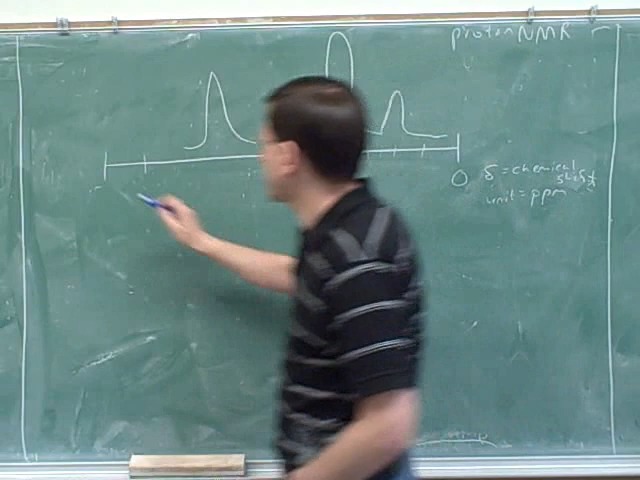 proton NMR
δ = chemical
shift
0
unit = ppm